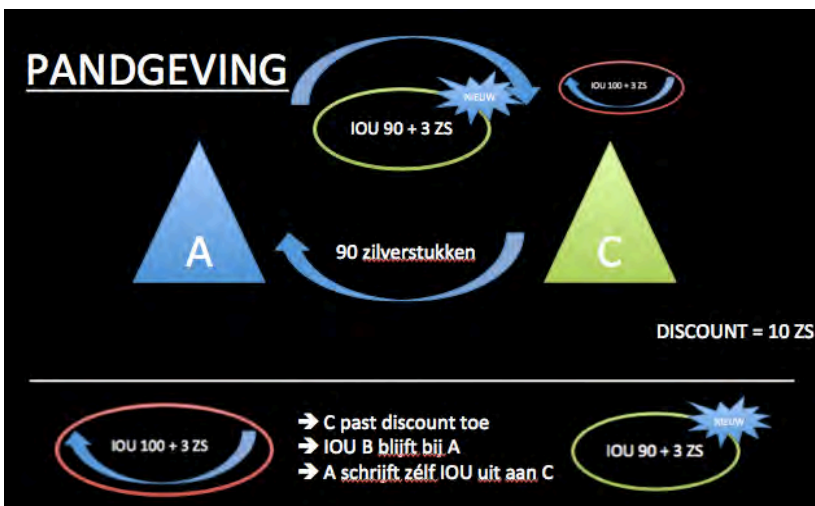 PANDGEVING
NIEUW
IOU 100 + 3 ZS
IOU 90 + 3 ZS
A
90 zilverstukken
C
DISCOUNT = 10 ZS
IOU 100 + 3 ZS
➔ C past discount toe
➔ IOU B blijft bij A
➔ A schrijft zélf IOU uit aan C
NIEUW
IOU 90 + 3 ZS